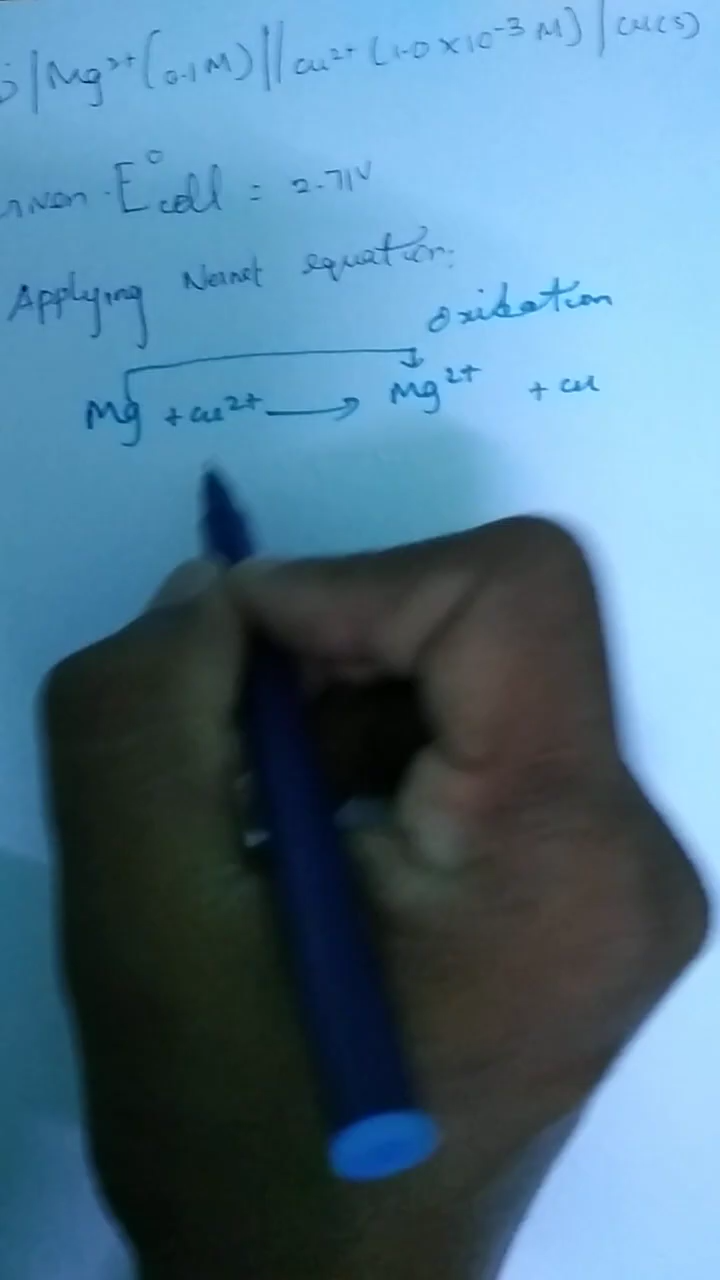 ) | Mg²⁺ (0.1M) || Cu²⁺ (1.0 × 10⁻³ M) | Cu(s)
E°cell = 2.71V
Applying Nernst equation:
oxidation
Mg + Cu²⁺ ⟶ Mg²⁺ + Cu